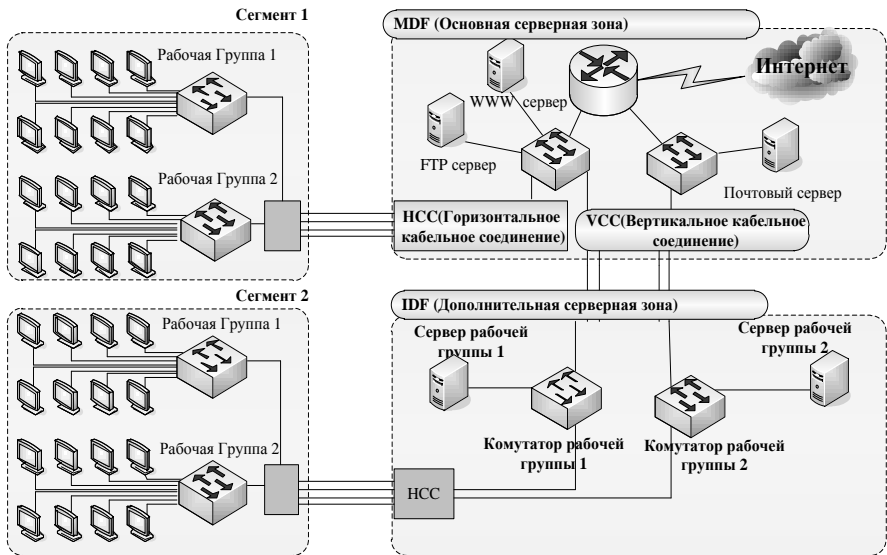 Сегмент 1
Рабочая Группа 1
Рабочая Группа 2
MDF (Основная серверная зона)
WWW сервер
Интернет
FTP сервер
Почтовый сервер
HCC(Горизонтальное
кабельное соединение)
VCC(Вертикальное кабельное
соединение)
Сегмент 2
Рабочая Группа 1
Рабочая Группа 2
IDF (Дополнительная серверная зона)
Сервер рабочей
группы 1
Сервер рабочей
группы 2
Комутатор рабочей
группы 1
Комутатор рабочей
группы 2
HCC